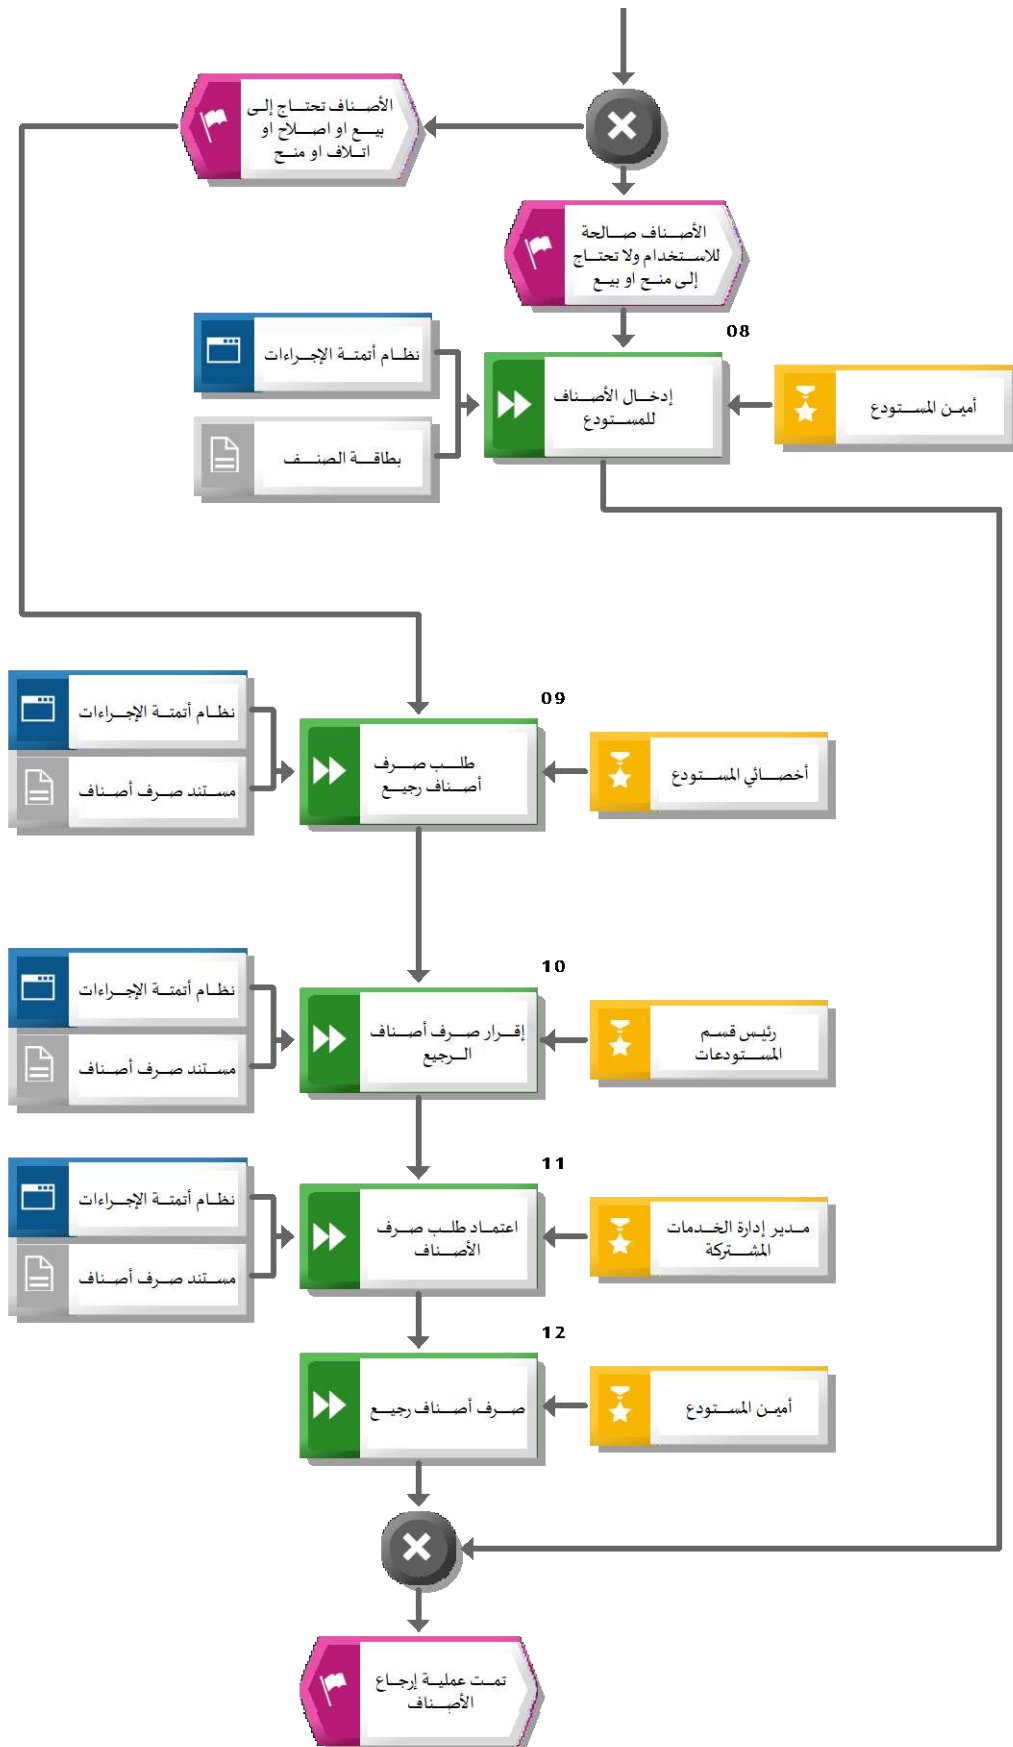 الأصناف تحتاج إلى
بيع او اصلاح او
اتلاف او منح
الأصناف صالحة
للاستخدام ولا تحتاج
إلى منح او بيع
08
نظام أتمتة الإجراءات
إدخال الأصناف
للمستودع
أمين المستودع
بطاقة الصنف
09
نظام أتمتة الإجراءات
طلب صرف
أصناف رجيع
أخصائي المستودع
مستند صرف أصناف
10
نظام أتمتة الإجراءات
إقرار صرف أصناف
الرجيع
رئيس قسم
المستودعات
مستند صرف أصناف
11
نظام أتمتة الإجراءات
اعتماد طلب صرف
الأصناف
مدير إدارة الخدمات
المشتركة
مستند صرف أصناف
12
صرف أصناف رجيع
أمين المستودع
تمت عملية إرجاع
الأصناف